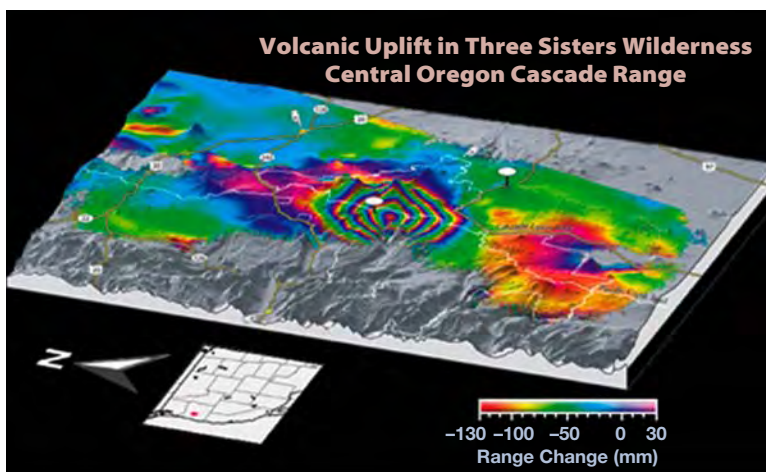 Volcanic Uplift in Three Sisters Wilderness
Central Oregon Cascade Range
N
–130 –100 –50 0 30
Range Change (mm)